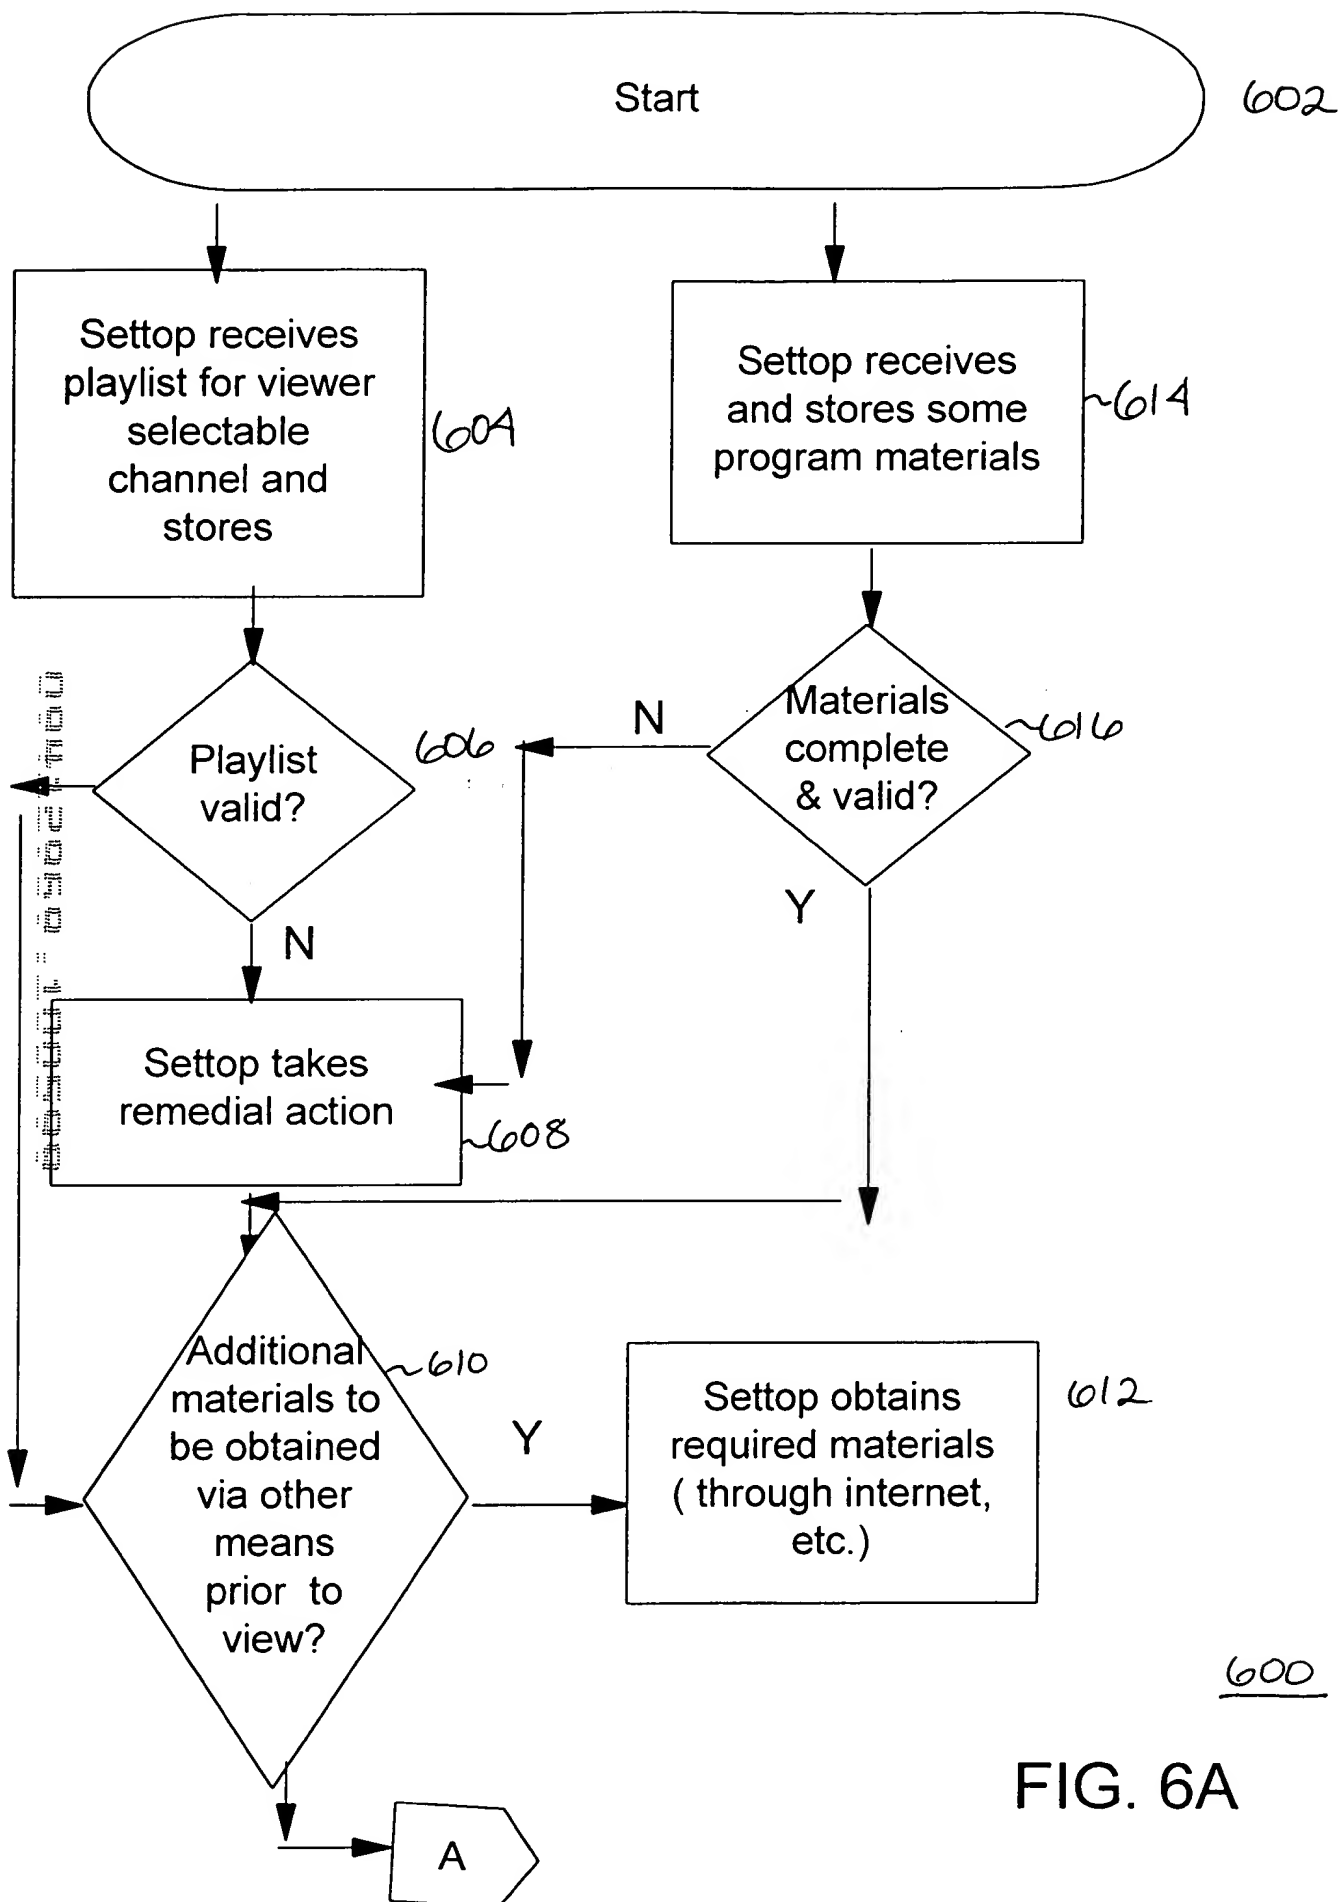 Start
602
Settop receives
playlist for viewer
selectable
channel and
stores
604
Settop receives
and stores some
program materials
614
Playlist
valid?
606
N
Materials
complete
& valid?
616
N
Y
Settop takes
remedial action
608
Additional
materials to
be obtained
via other
means
prior to
view?
610
Y
Settop obtains
required materials
( through internet,
etc.)
612
600
FIG. 6A
A